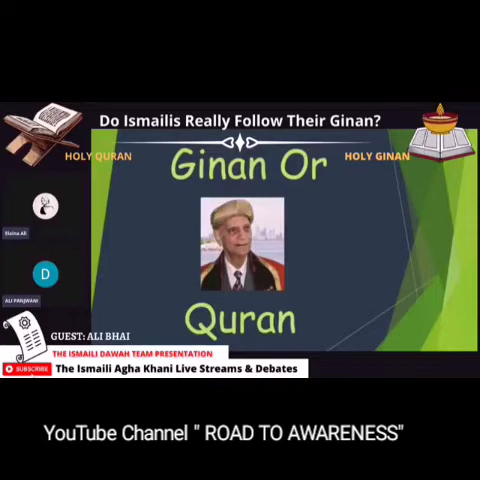 Do Ismailis Really Follow Their Ginan?
HOLY QURAN
HOLY GINAN
Ginan Or
Quran
Elaina Ali
D
ALI PANJWANI
GUEST: ALI BHAI
THE ISMAILI DAWAH TEAM PRESENTATION
SUBSCRIBE
The Ismaili Agha Khani Live Streams & Debates
YouTube Channel " ROAD TO AWARENESS"